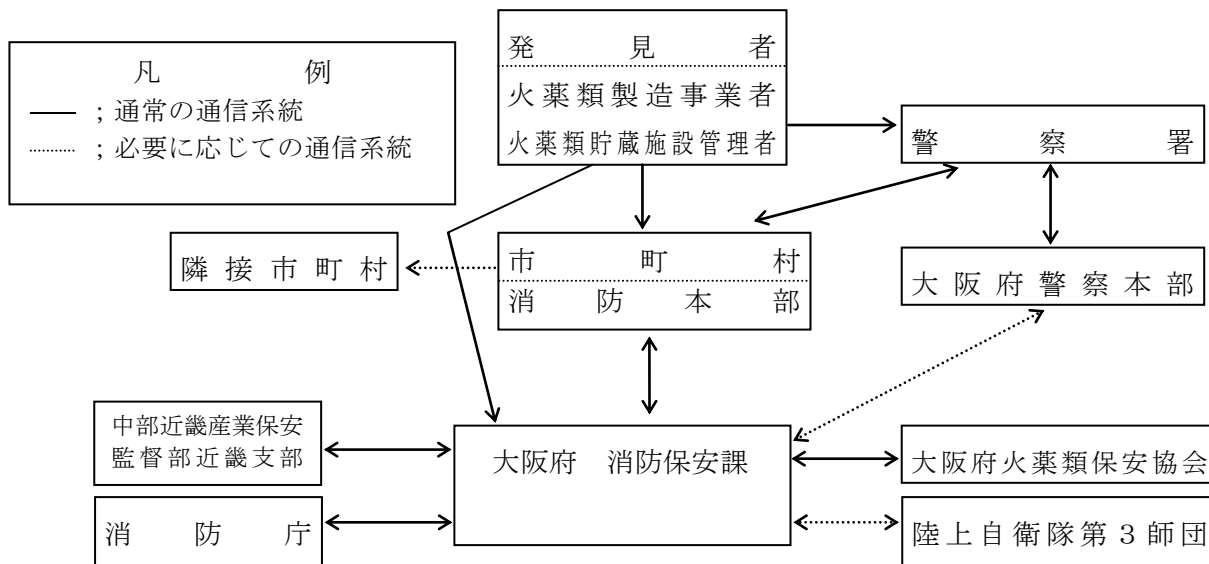 発見者
火薬類製造事業者
火薬類貯蔵施設管理者
凡例
；通常の通信系統
；必要に応じての通信系統
警察署
隣接市町村
市町村
消防本部
大阪府警察本部
中部近畿産業保安
監督部近畿支部
大阪府　消防保安課
大阪府火薬類保安協会
消防庁
陸上自衛隊第３師団